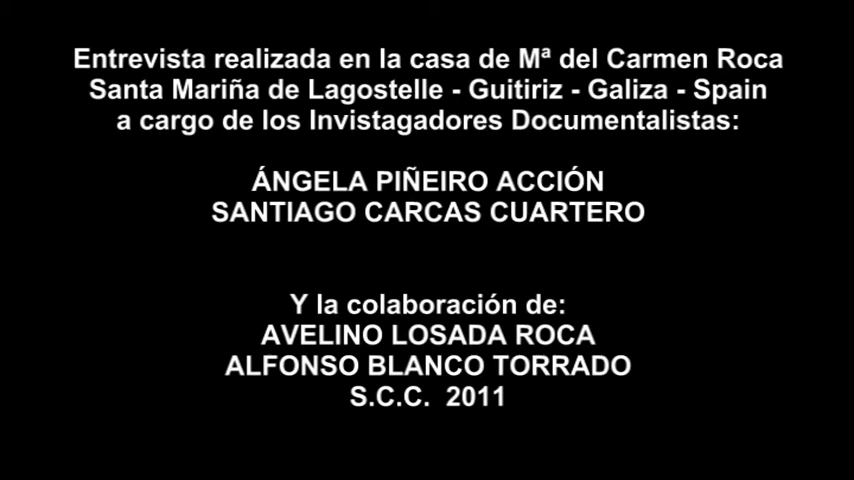 Entrevista realizada en la casa de Mª del Carmen Roca
Santa Mariña de Lagostelle - Guitiriz - Galiza - Spain
a cargo de los Invistagadores Documentalistas:
ÁNGELA PIÑEIRO ACCIÓN
SANTIAGO CARCAS CUARTERO
Y la colaboración de:
AVELINO LOSADA ROCA
ALFONSO BLANCO TORRADO
S.C.C. 2011